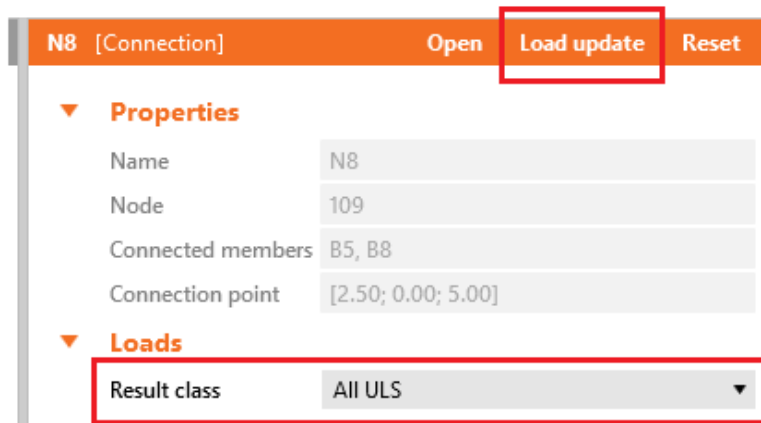 N8 [Connection] Open Load update Reset
Properties
Name N8
Node 109
Connected members B5, B8
Connection point [2.50; 0.00; 5.00]
Loads
Result class All ULS